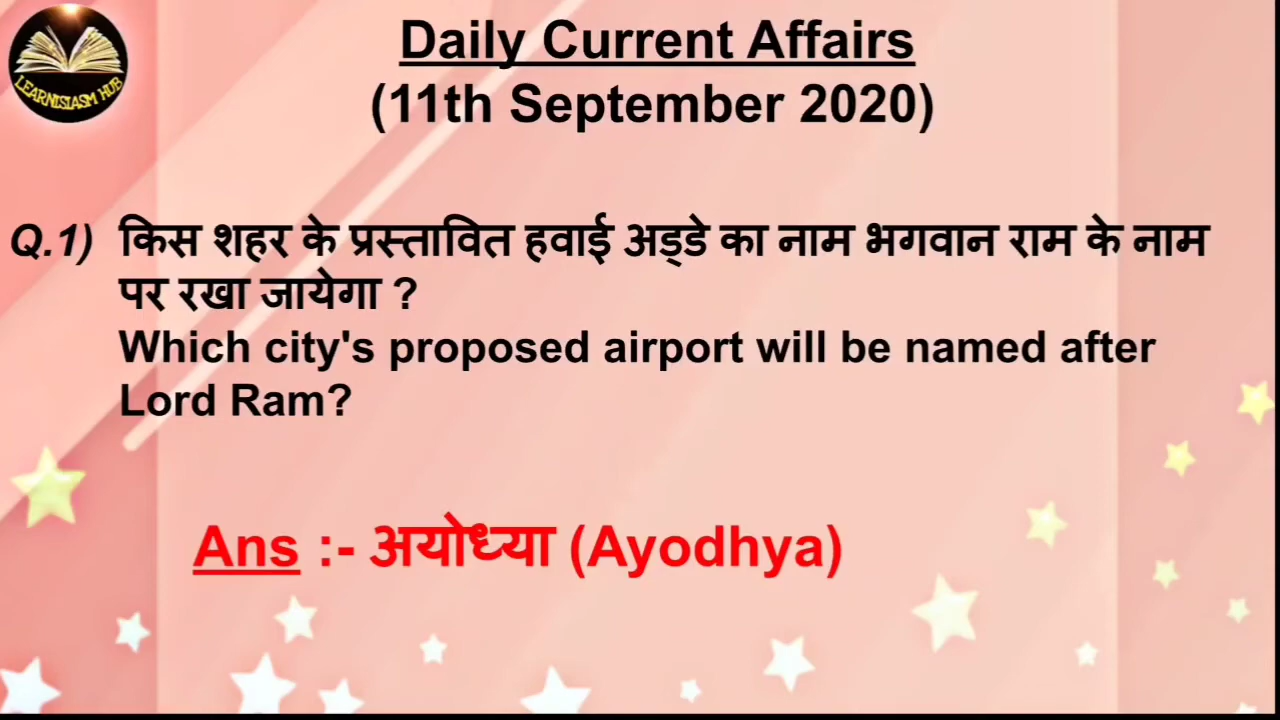 LEARNISIASM HUB
Daily Current Affairs
(11th September 2020)
Q.1) किस शहर के प्रस्तावित हवाई अड्डे का नाम भगवान राम के नाम
पर रखा जायेगा ?
Which city's proposed airport will be named after
Lord Ram?
Ans :- अयोध्या (Ayodhya)